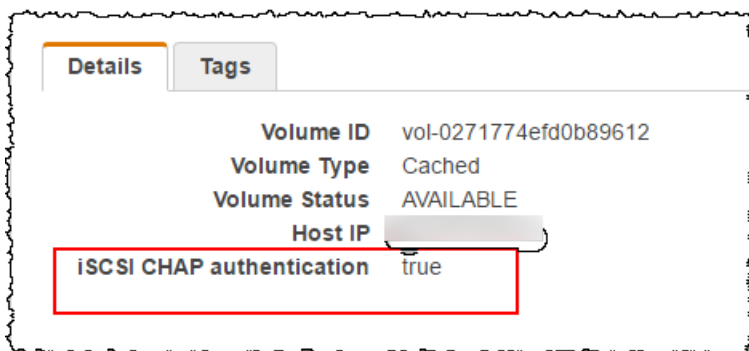 Details Tags
Volume ID vol-0271774efd0b89612
Volume Type Cached
Volume Status AVAILABLE
Host IP
iSCSI CHAP authentication true